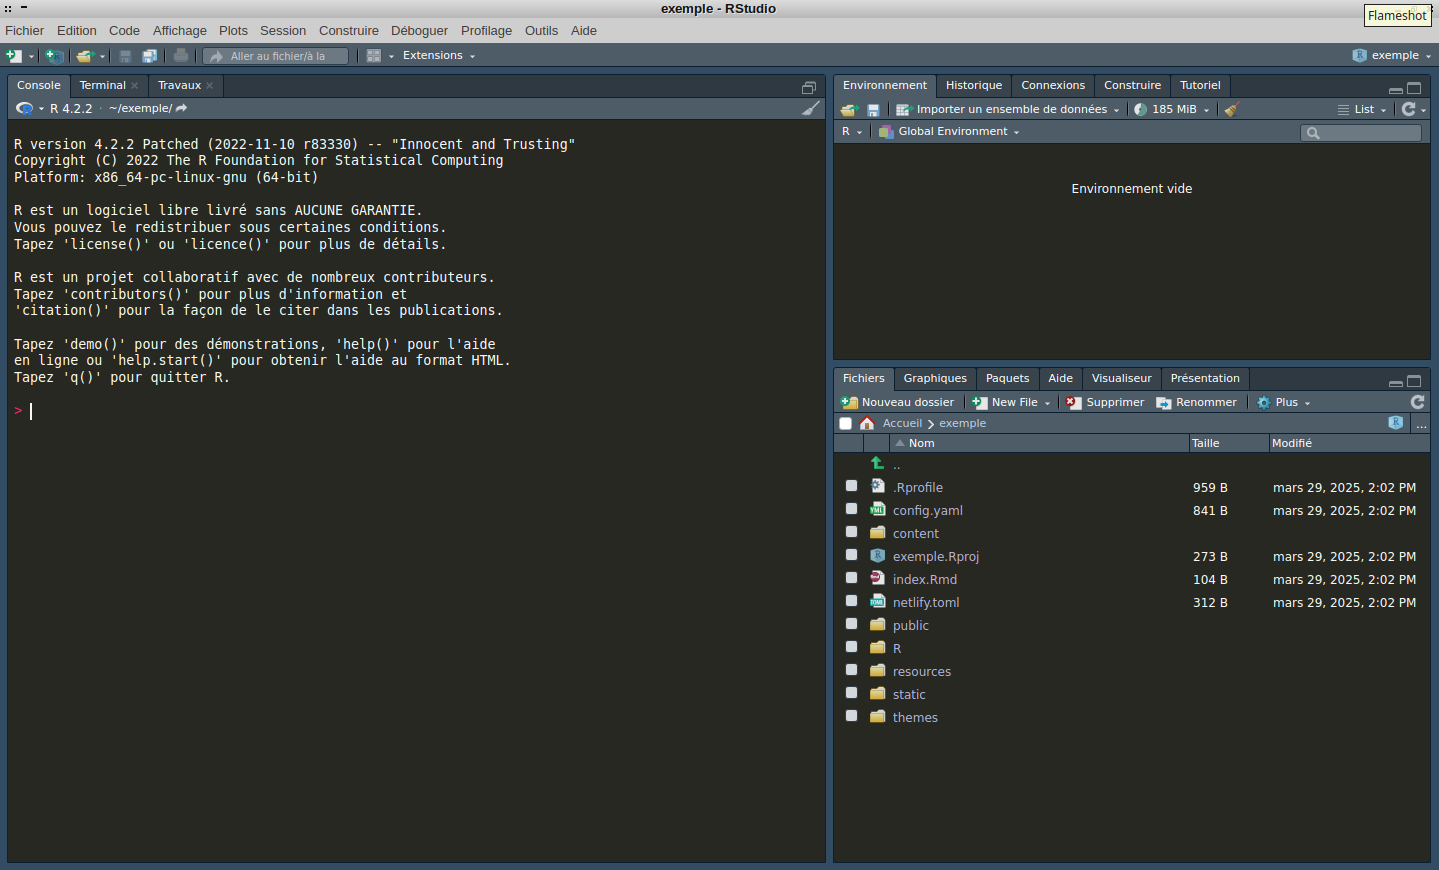 exemple - RStudio
Flameshot
Fichier Edition Code Affichage Plots Session Construire Déboguer Profilage Outils Aide
Aller au fichier/à la
Extensions
exemple
Console Terminal Travaux
R 4.2.2 · ~/exemple/
R version 4.2.2 Patched (2022-11-10 r83330) -- "Innocent and Trusting"
Copyright (C) 2022 The R Foundation for Statistical Computing
Platform: x86_64-pc-linux-gnu (64-bit)
R est un logiciel libre livré sans AUCUNE GARANTIE.
Vous pouvez le redistribuer sous certaines conditions.
Tapez 'license()' ou 'licence()' pour plus de détails.
R est un projet collaboratif avec de nombreux contributeurs.
Tapez 'contributors()' pour plus d'information et
'citation()' pour la façon de le citer dans les publications.
Tapez 'demo()' pour des démonstrations, 'help()' pour l'aide
en ligne ou 'help.start()' pour obtenir l'aide au format HTML.
Tapez 'q()' pour quitter R.
>
Environnement Historique Connexions Construire Tutoriel
Importer un ensemble de données 185 MiB List
R Global Environment
Environnement vide
Fichiers Graphiques Paquets Aide Visualiseur Présentation
Nouveau dossier New File Supprimer Renommer Plus
Accueil exemple ...
Nom Taille Modifié
..
.Rprofile 959 B mars 29, 2025, 2:02 PM
config.yaml 841 B mars 29, 2025, 2:02 PM
content
exemple.Rproj 273 B mars 29, 2025, 2:02 PM
index.Rmd 104 B mars 29, 2025, 2:02 PM
netlify.toml 312 B mars 29, 2025, 2:02 PM
public
R
resources
static
themes